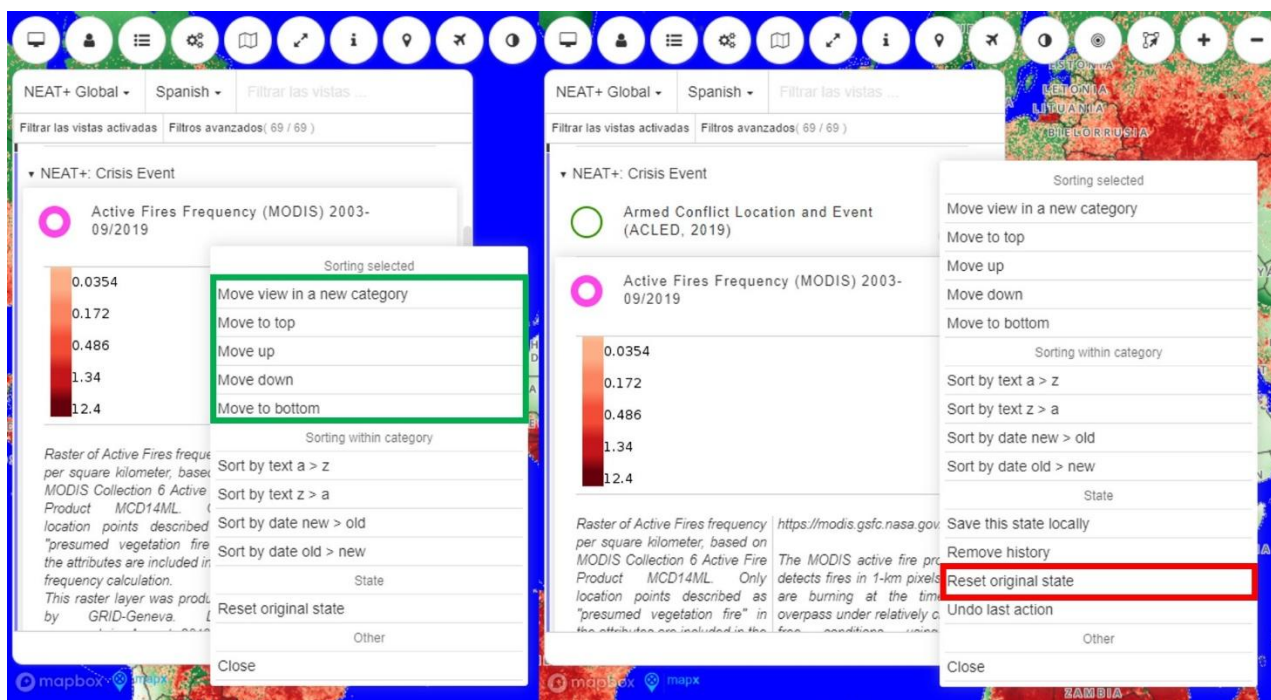 NEAT+ Global Spanish Filtrar las vistas ...
Filtrar las vistas activadas Filtros avanzados( 69 / 69 )
NEAT+: Crisis Event
Active Fires Frequency (MODIS) 2003-
09/2019
0.0354
0.172
0.486
1.34
12.4
Raster of Active Fires freque
per square kilometer, base
MODIS Collection 6 Active
Product MCD14ML.
location points described
"presumed vegetation fire
the attributes are included in
frequency calculation.
This raster layer was produ
by GRID-Geneva.
Sorting selected
Move view in a new category
Move to top
Move up
Move down
Move to bottom
Sorting within category
Sort by text a > z
Sort by text z > a
Sort by date new > old
Sort by date old > new
State
Reset original state
Other
Close
mapbox mapx
NEAT+ Global Spanish Filtrar las vistas ...
Filtrar las vistas activadas Filtros avanzados( 69 / 69 )
NEAT+: Crisis Event
Armed Conflict Location and Event
(ACLED, 2019)
Active Fires Frequency (MODIS) 2003-
09/2019
0.0354
0.172
0.486
1.34
12.4
Raster of Active Fires frequency
per square kilometer, based on
MODIS Collection 6 Active Fire
Product MCD14ML. Only
location points described as
"presumed vegetation fire" in
the attributes are included in the
https://modis.gsfc.nasa.gov
The MODIS active fire pro
detects fires in 1-km pixels
are burning at the time
overpass under relatively c
free conditions using
Sorting selected
Move view in a new category
Move to top
Move up
Move down
Move to bottom
Sorting within category
Sort by text a > z
Sort by text z > a
Sort by date new > old
Sort by date old > new
State
Save this state locally
Remove history
Reset original state
Undo last action
Other
Close
mapbox mapx
ESTONIA
LETONIA
LITUANIA
BIELORRUSIA
ZAMBIA